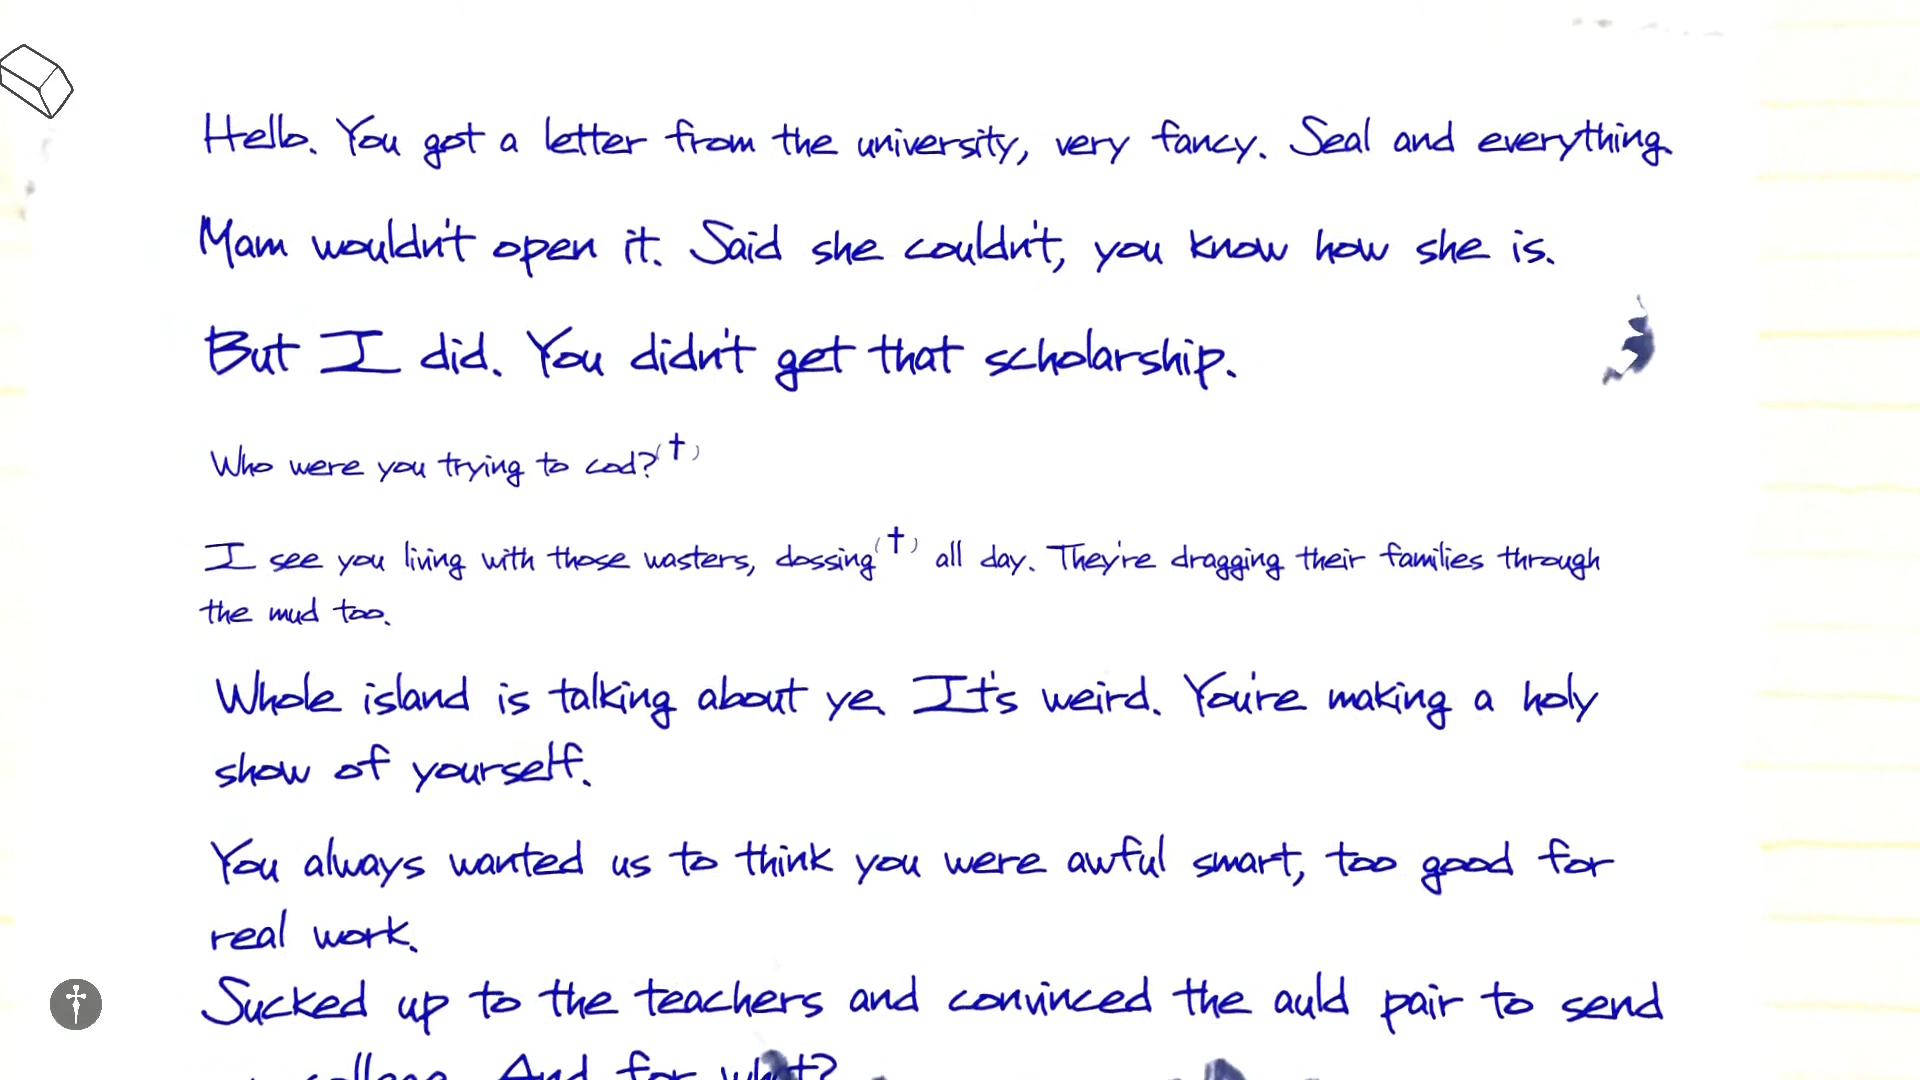 Hello. You got a letter from the university, very fancy. Seal and everything.
Mam wouldn't open it. Said she couldn't, you know how she is.
But I did. You didn't get that scholarship.
Who were you trying to cod?(†)
I see you living with those wasters, dossing(†) all day. They're dragging their families through
the mud too.
Whole island is talking about ye. It's weird. You're making a holy
show of yourself.
You always wanted us to think you were awful smart, too good for
real work.
Sucked up to the teachers and convinced the auld pair to send
college. And for what?
†